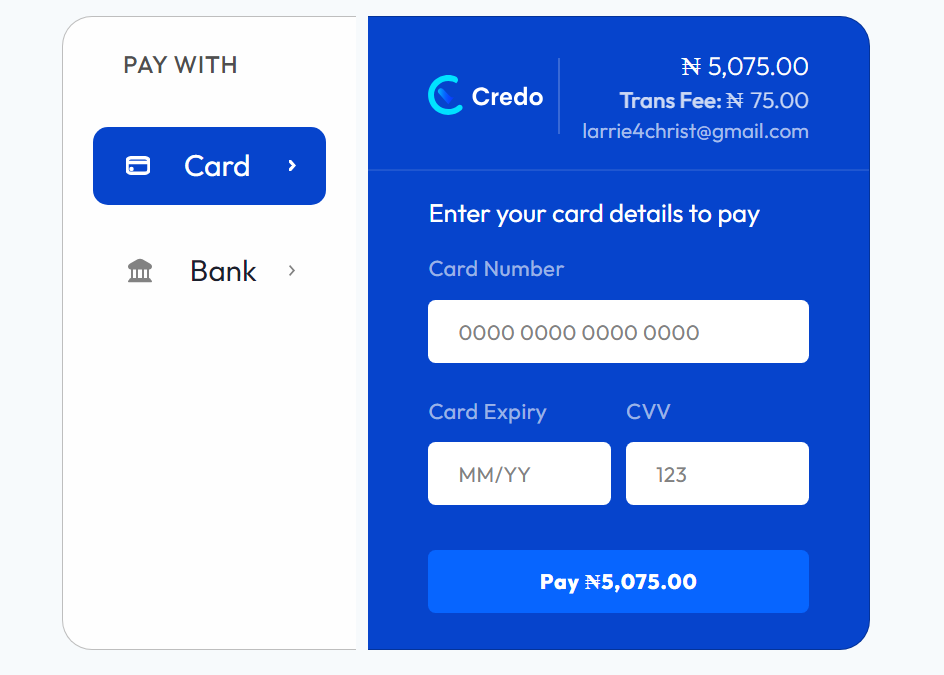 PAY WITH
Card
Bank
Credo
₦ 5,075.00
Trans Fee: ₦ 75.00
larrie4christ@gmail.com
Enter your card details to pay
Card Number
0000 0000 0000 0000
Card Expiry CVV
MM/YY 123
Pay ₦5,075.00